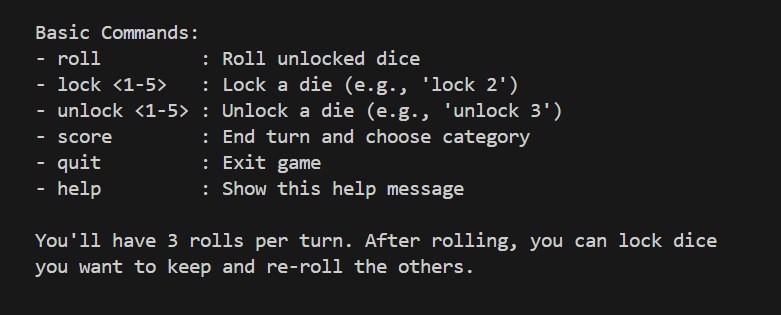 Basic Commands:
- roll         : Roll unlocked dice
- lock <1-5>   : Lock a die (e.g., 'lock 2')
- unlock <1-5> : Unlock a die (e.g., 'unlock 3')
- score        : End turn and choose category
- quit         : Exit game
- help         : Show this help message
You'll have 3 rolls per turn. After rolling, you can lock dice
you want to keep and re-roll the others.